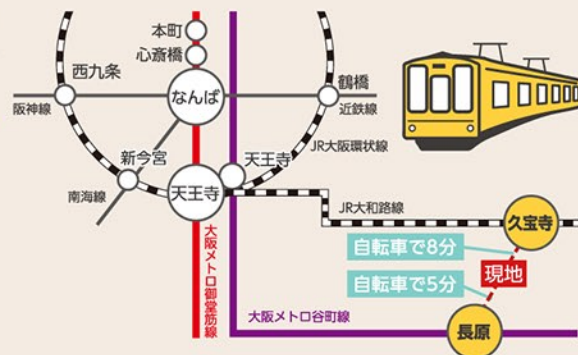 本町
心斎橋
西九条
なんば
鶴橋
阪神線
近鉄線
新今宮
天王寺
JR大阪環状線
南海線
天王寺
JR大和路線
久宝寺
自転車で8分
現地
自転車で5分
大阪メトロ御堂筋線
大阪メトロ谷町線
長原